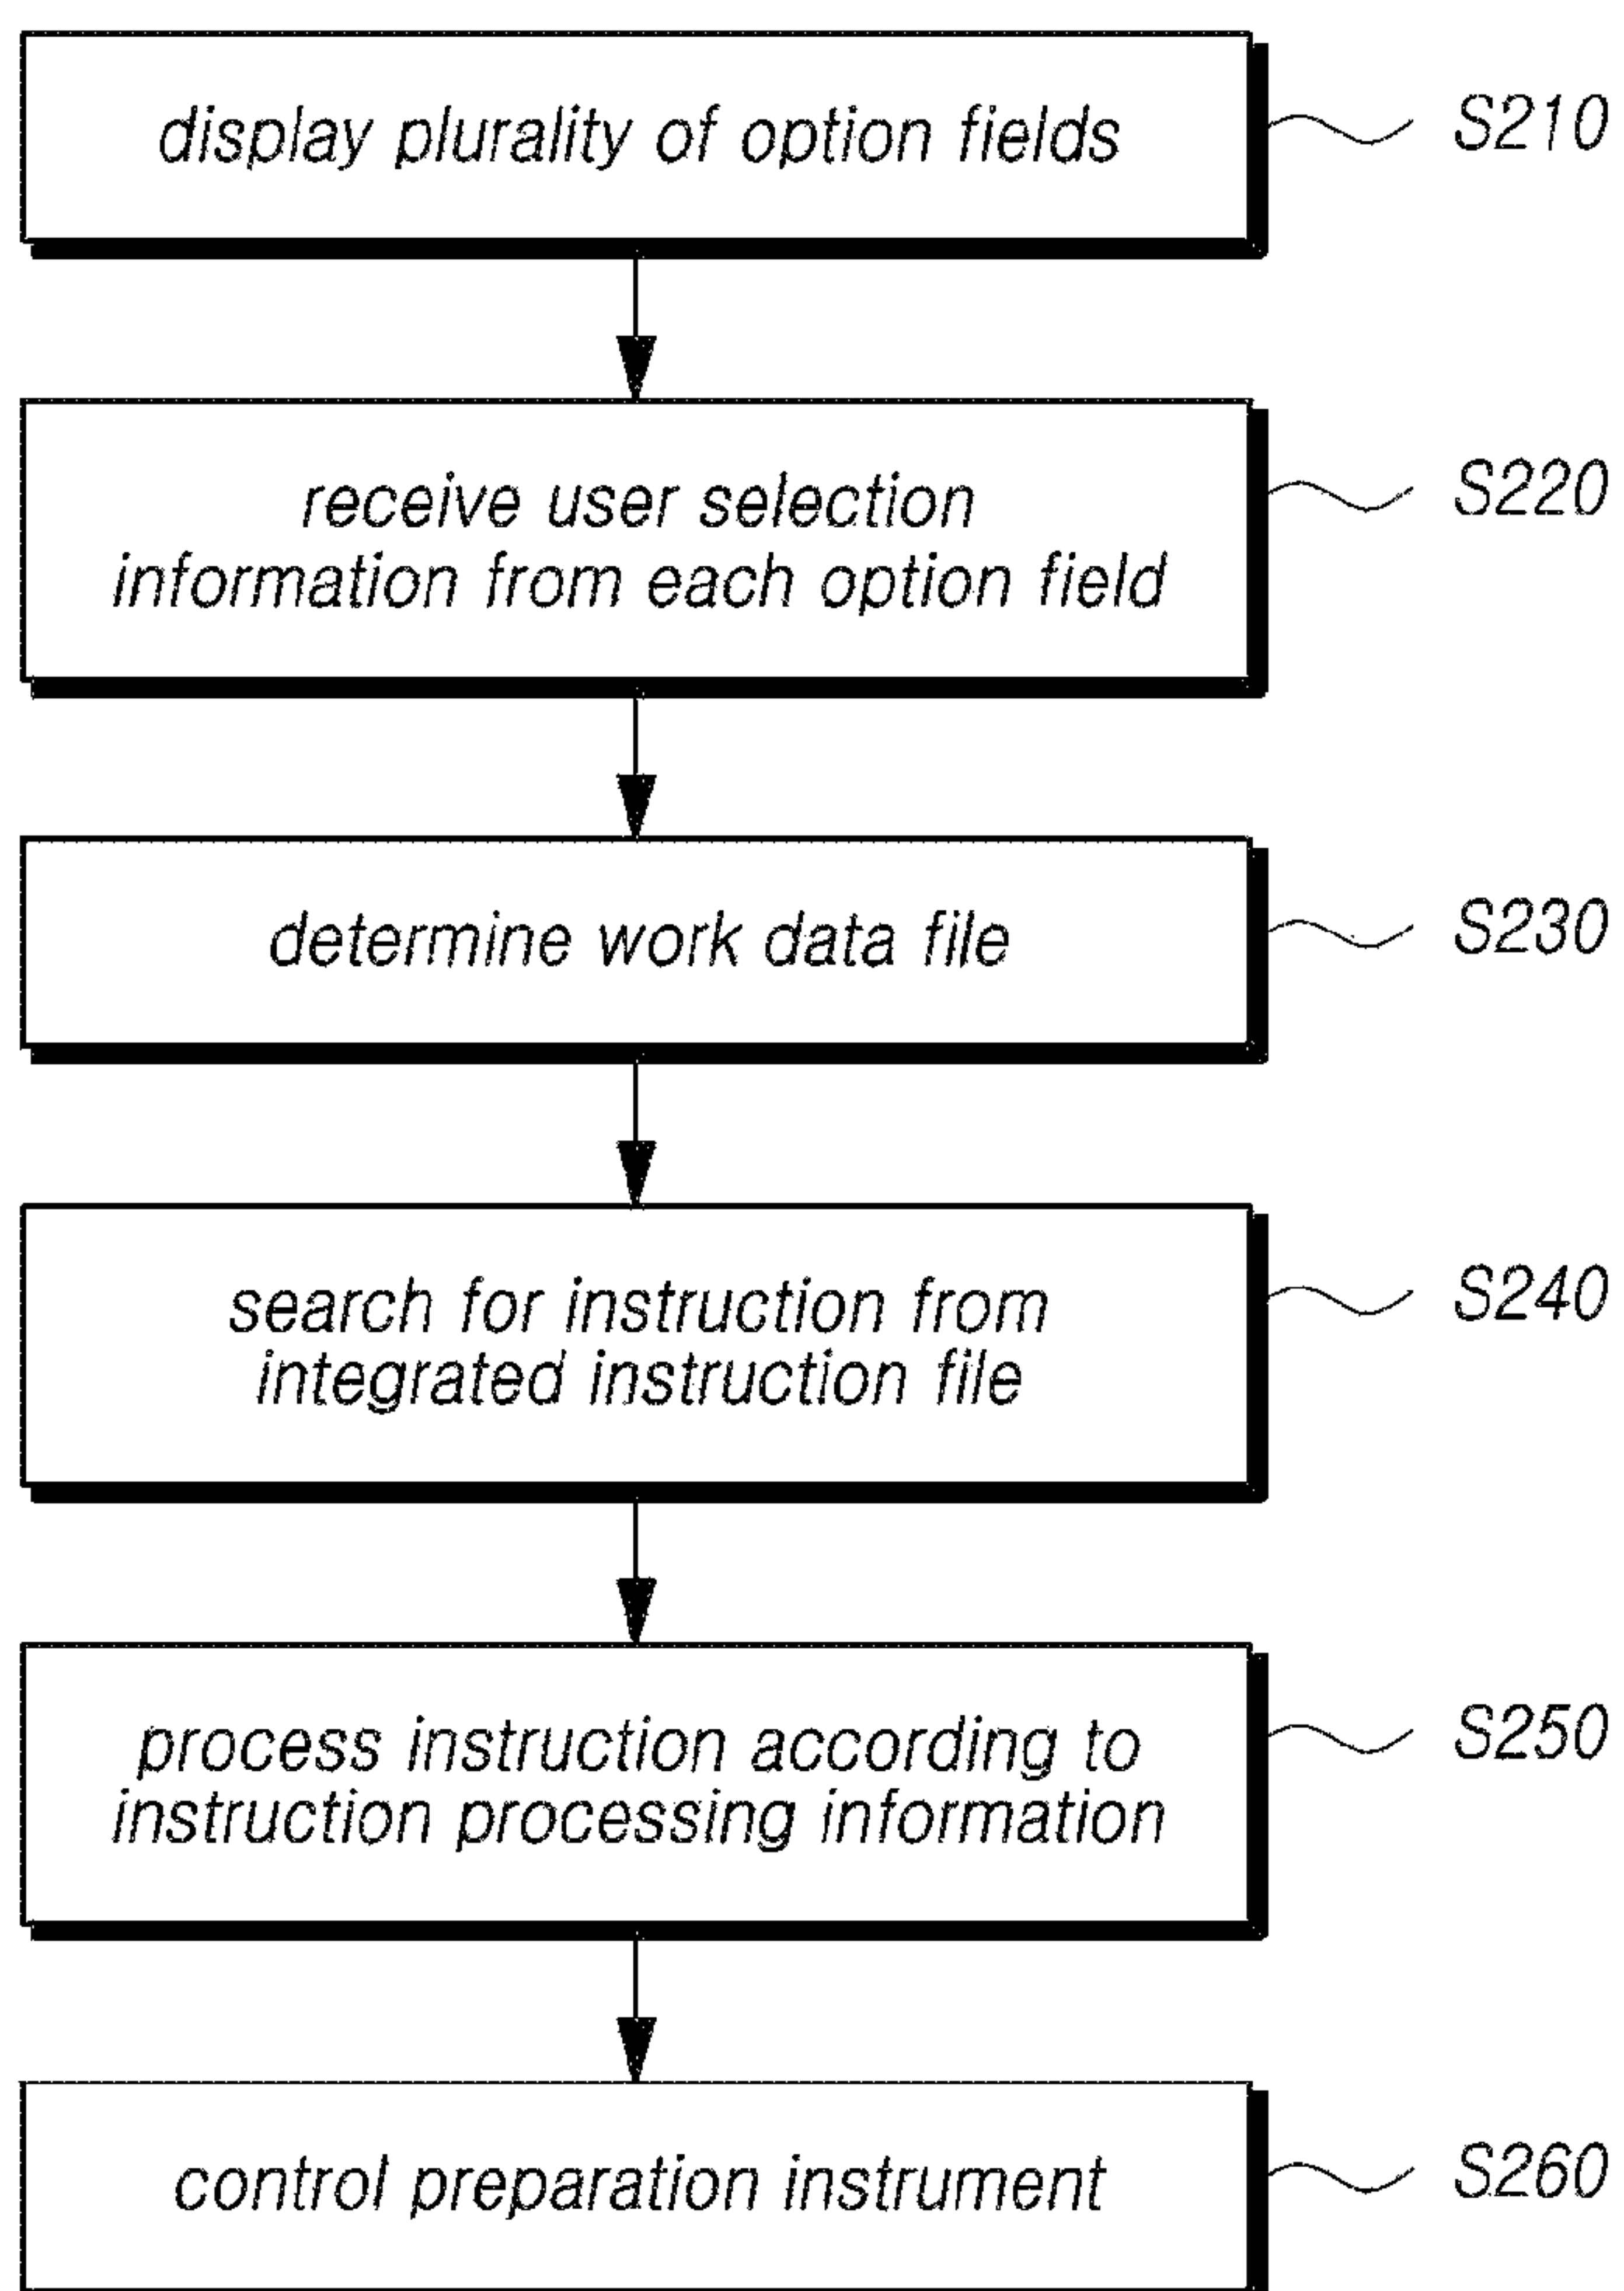 display plurality of option fields
S210
receive user selection
information from each option field
S220
determine work data file
S230
search for instruction from
integrated instruction file
S240
process instruction according to
instruction processing information
S250
control preparation instrument
S260